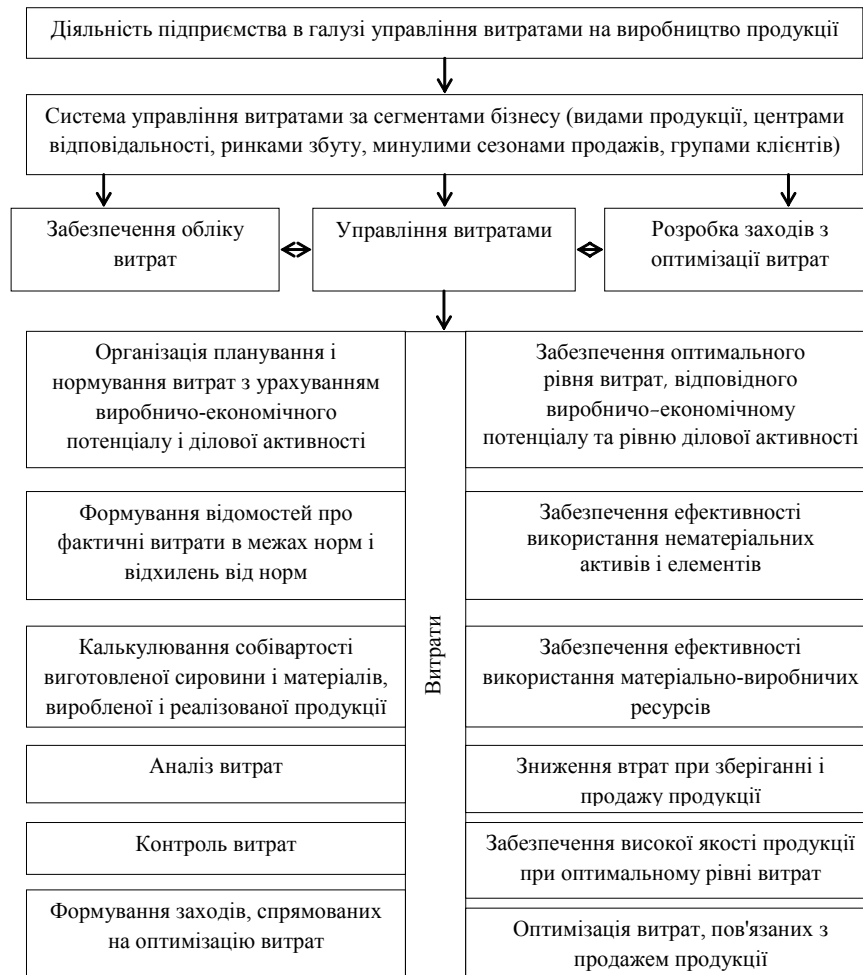 Діяльність підприємства в галузі управління витратами на виробництво продукції
Система управління витратами за сегментами бізнесу (видами продукції, центрами
відповідальності, ринками збуту, минулими сезонами продажів, групами клієнтів)
Забезпечення обліку
витрат
Управління витратами
Розробка заходів з
оптимізації витрат
Організація планування і
нормування витрат з урахуванням
виробничо-економічного
потенціалу і ділової активності
Формування відомостей про
фактичні витрати в межах норм і
відхилень від норм
Калькулювання собівартості
виготовленої сировини і матеріалів,
виробленої і реалізованої продукції
Аналіз витрат
Контроль витрат
Формування заходів, спрямованих
на оптимізацію витрат
Витрати
Забезпечення оптимального
рівня витрат, відповідного
виробничо-економічному
потенціалу та рівню ділової активності
Забезпечення ефективності
використання нематеріальних
активів і елементів
Забезпечення ефективності
використання матеріально-виробничих
ресурсів
Зниження втрат при зберіганні і
продажу продукції
Забезпечення високої якості продукції
при оптимальному рівні витрат
Оптимізація витрат, пов'язаних з
продажем продукції